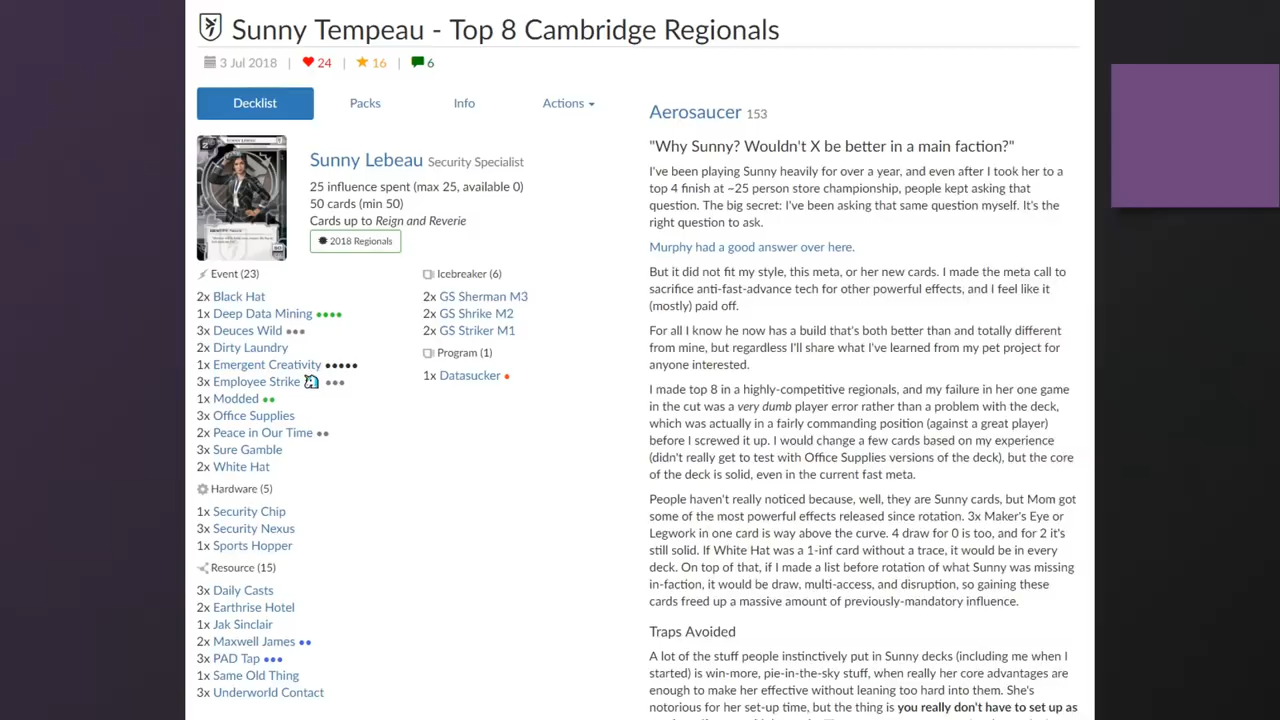 Sunny Tempeau - Top 8 Cambridge Regionals
3 Jul 2018 | 24 | 16 | 6
Decklist Packs Info Actions
SUNNY LEBEAU
Sunny Lebeau Security Specialist
25 influence spent (max 25, available 0)
50 cards (min 50)
Cards up to Reign and Reverie
2018 Regionals
Event (23)
2x Black Hat
1x Deep Data Mining ●●●●
3x Deuces Wild ●●●
2x Dirty Laundry
1x Emergent Creativity ●●●●●
3x Employee Strike 🦄 ●●●
1x Modded ●●
3x Office Supplies
2x Peace in Our Time ●●
3x Sure Gamble
2x White Hat
Hardware (5)
1x Security Chip
3x Security Nexus
1x Sports Hopper
Resource (15)
3x Daily Casts
2x Earthrise Hotel
1x Jak Sinclair
2x Maxwell James ●●
3x PAD Tap ●●●
1x Same Old Thing
3x Underworld Contact
Icebreaker (6)
2x GS Sherman M3
2x GS Shrike M2
2x GS Striker M1
Program (1)
1x Datasucker ●
Aerosaucer 153
"Why Sunny? Wouldn't X be better in a main faction?"
I've been playing Sunny heavily for over a year, and even after I took her to a
top 4 finish at ~25 person store championship, people kept asking that
question. The big secret: I've been asking that same question myself. It's the
right question to ask.
Murphy had a good answer over here.
But it did not fit my style, this meta, or her new cards. I made the meta call to
sacrifice anti-fast-advance tech for other powerful effects, and I feel like it
(mostly) paid off.
For all I know he now has a build that's both better than and totally different
from mine, but regardless I'll share what I've learned from my pet project for
anyone interested.
I made top 8 in a highly-competitive regionals, and my failure in her one game
in the cut was a very dumb player error rather than a problem with the deck,
which was actually in a fairly commanding position (against a great player)
before I screwed it up. I would change a few cards based on my experience
(didn't really get to test with Office Supplies versions of the deck), but the core
of the deck is solid, even in the current fast meta.
People haven't really noticed because, well, they are Sunny cards, but Mom got
some of the most powerful effects released since rotation. 3x Maker's Eye or
Legwork in one card is way above the curve. 4 draw for 0 is too, and for 2 it's
still solid. If White Hat was a 1-inf card without a trace, it would be in every
deck. On top of that, if I made a list before rotation of what Sunny was missing
in-faction, it would be draw, multi-access, and disruption, so gaining these
cards freed up a massive amount of previously-mandatory influence.
Traps Avoided
A lot of the stuff people instinctively put in Sunny decks (including me when I
started) is win-more, pie-in-the-sky stuff, when really her core advantages are
enough to make her effective without leaning too hard into them. She's
notorious for her set-up time, but the thing is you really don't have to set up as